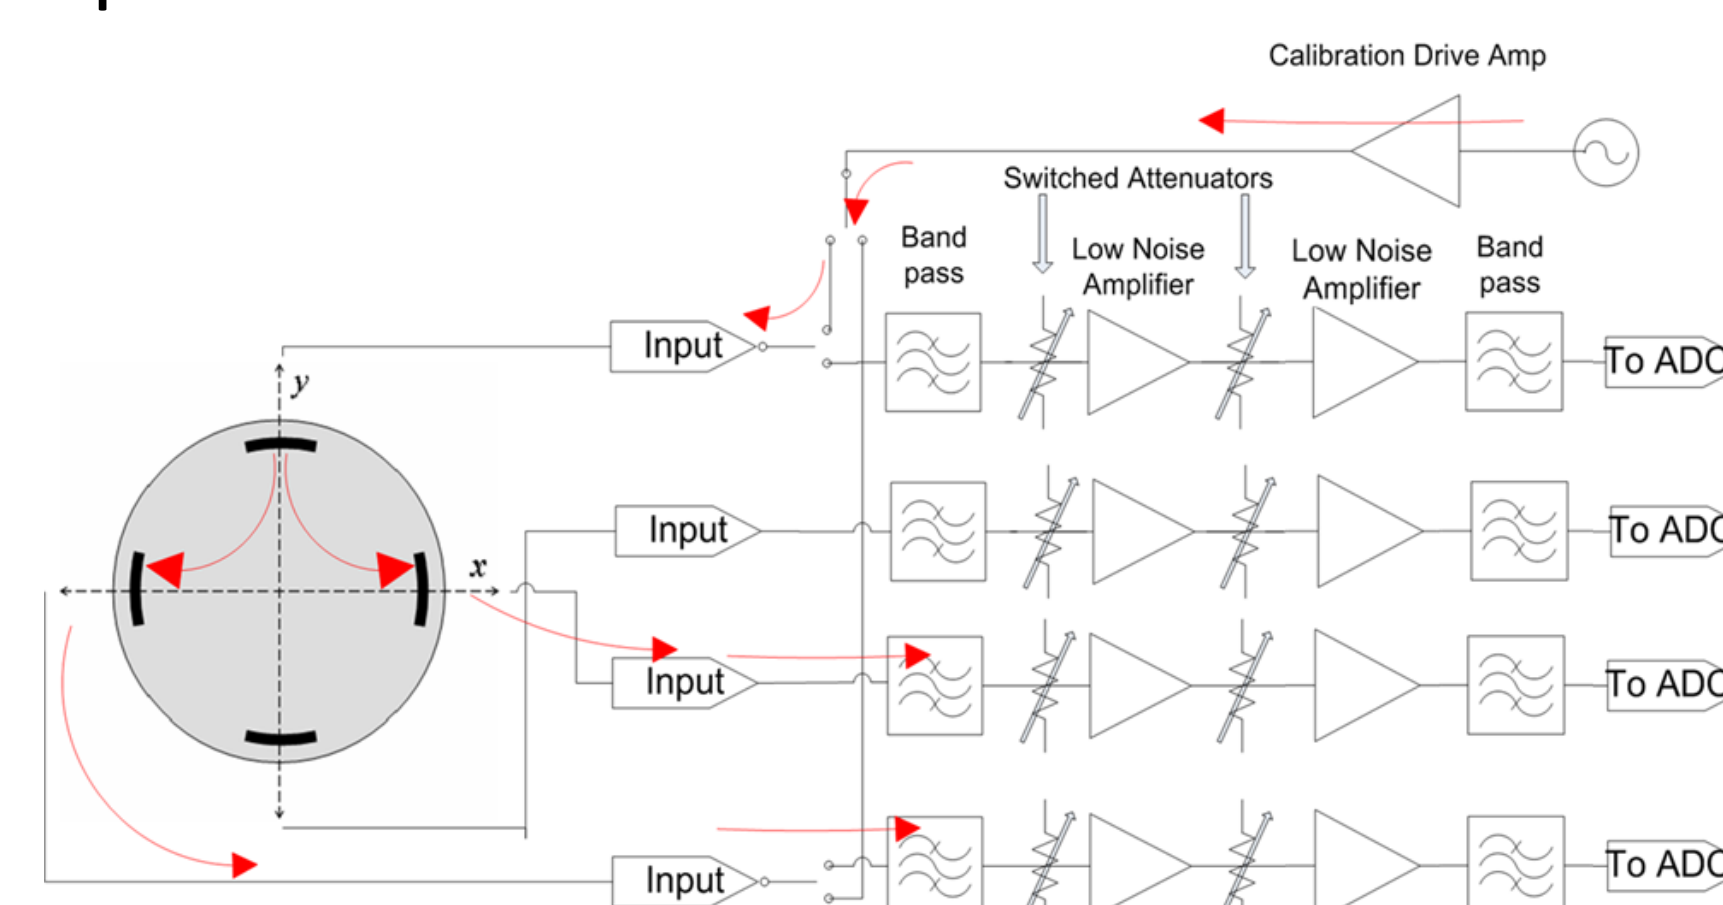 Calibration Drive Amp
Switched Attenuators
Band
pass
Low Noise
Amplifier
Low Noise
Amplifier
Band
pass
Input
To ADC
y
Input
To ADC
x
Input
To ADC
Input
To ADC